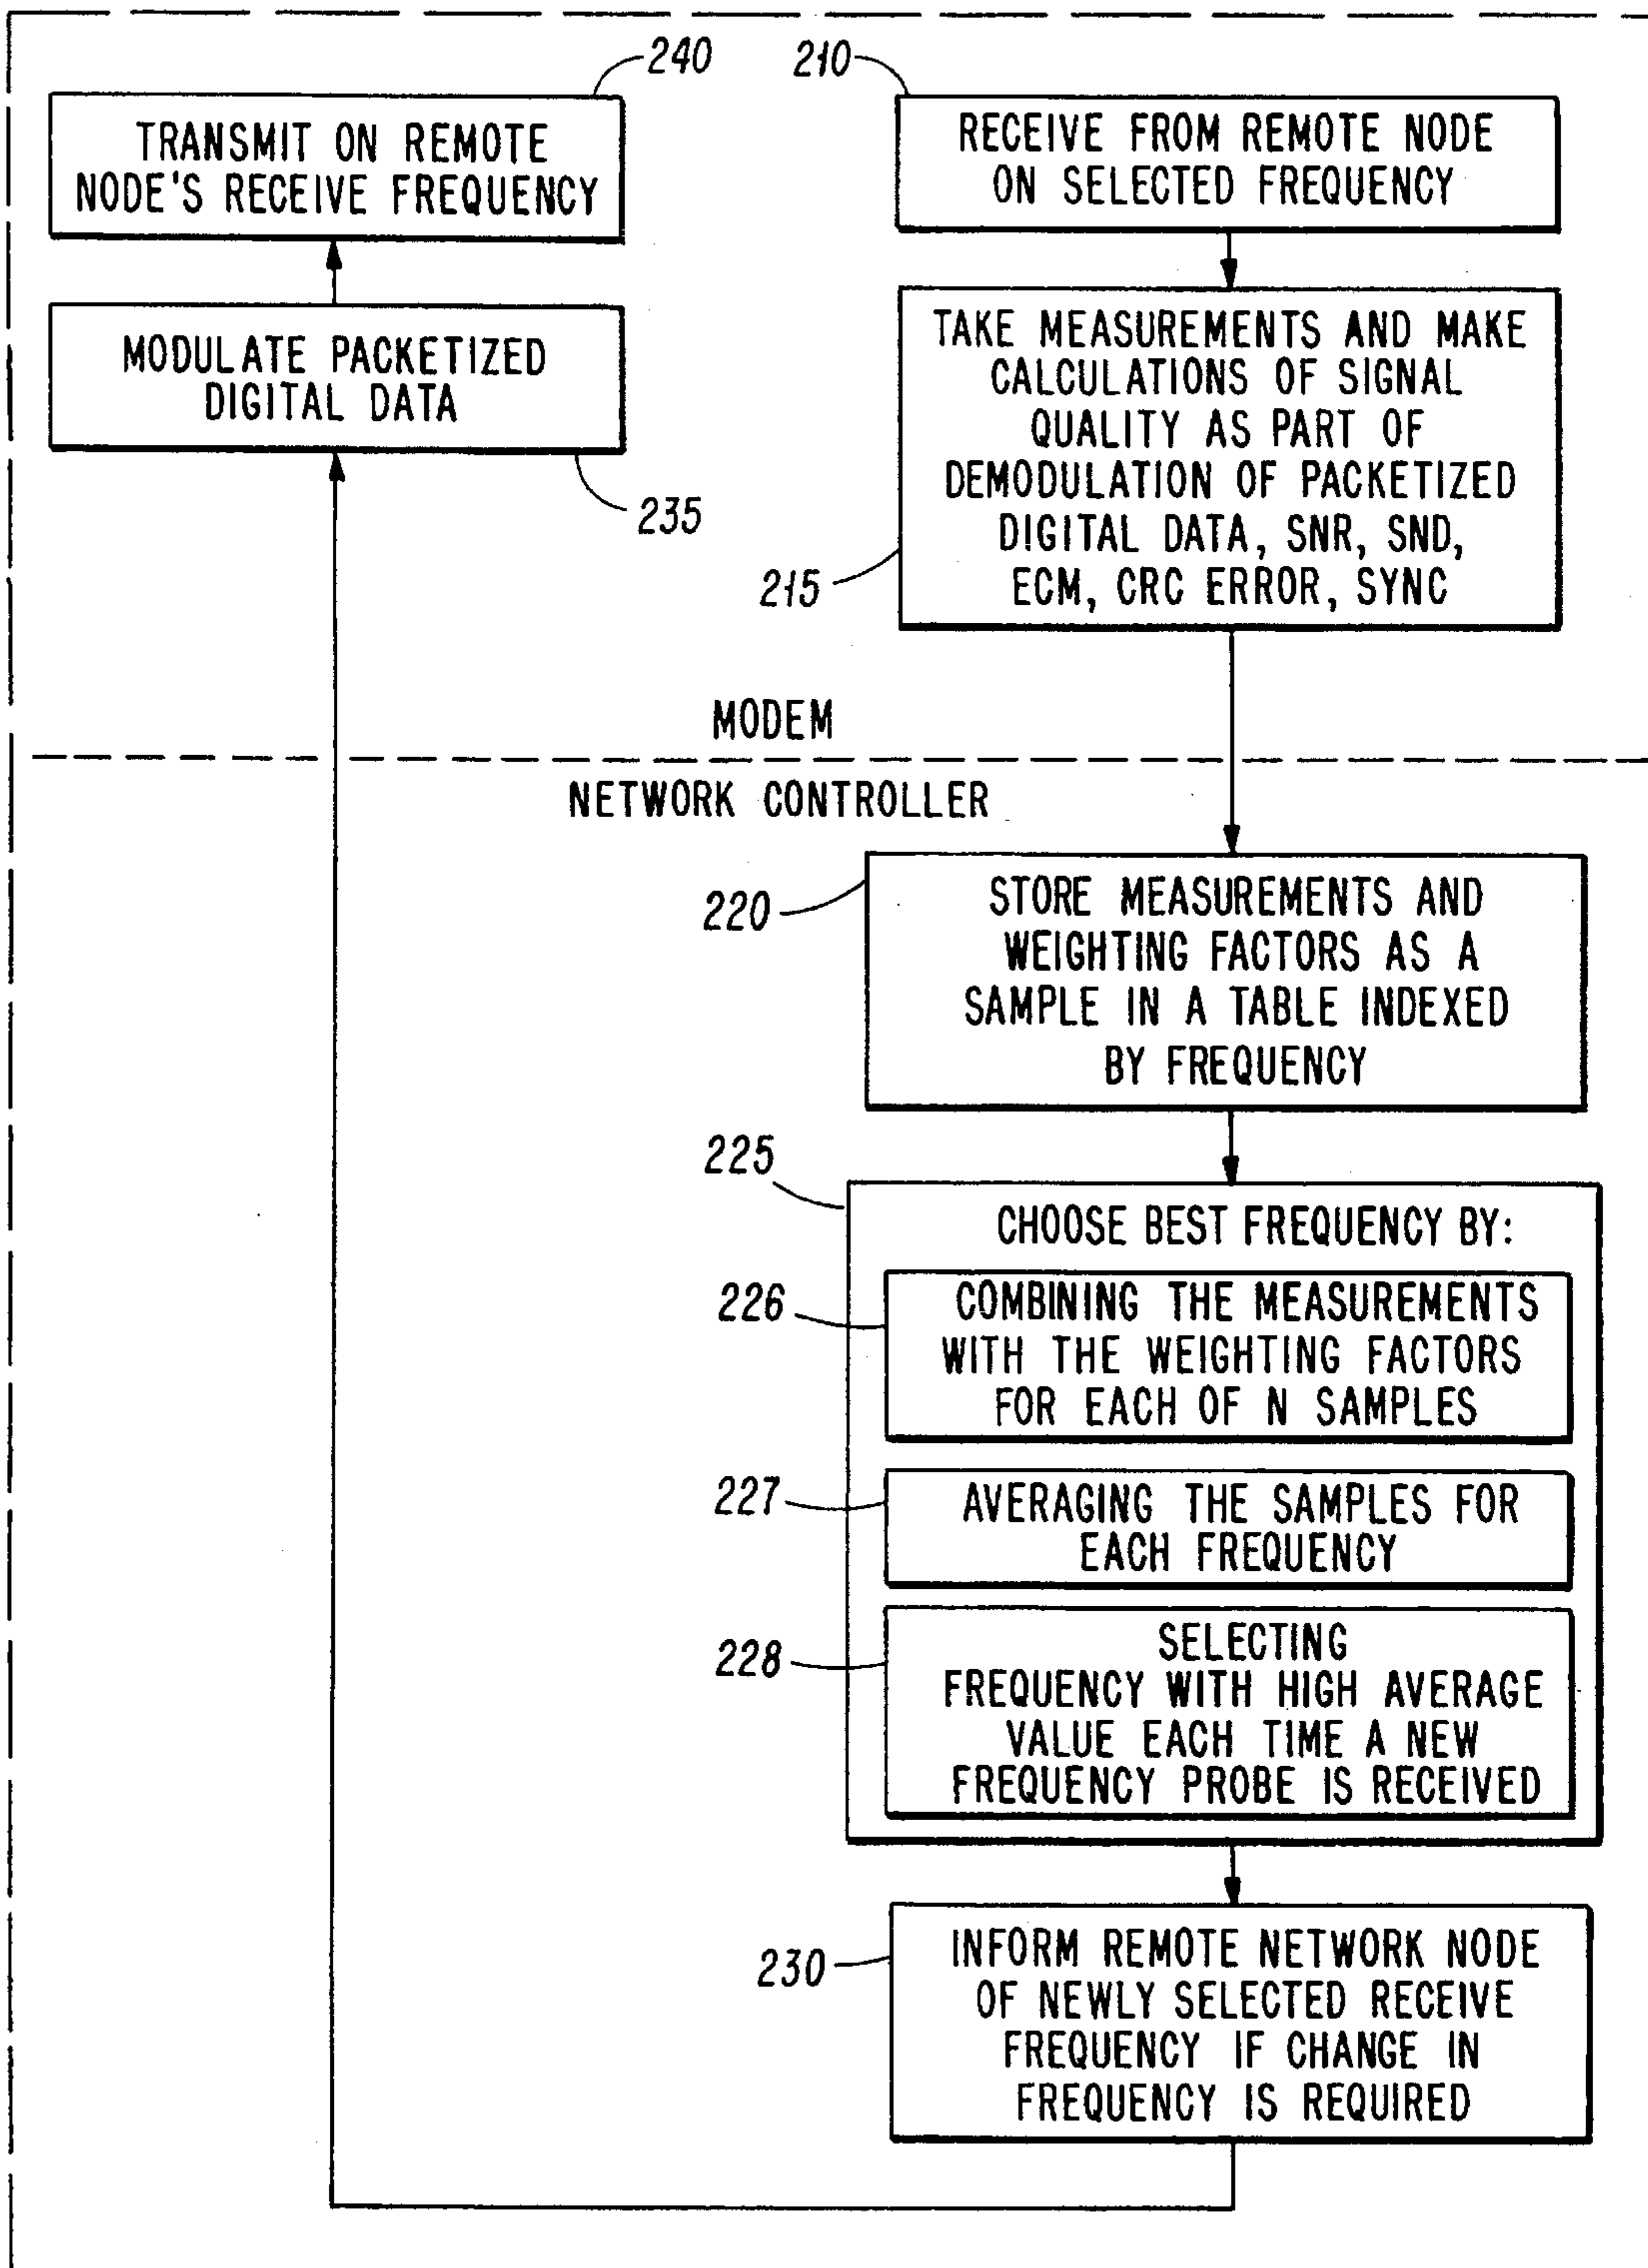 240
TRANSMIT ON REMOTE
NODE'S RECEIVE FREQUENCY
MODULATE PACKETIZED
DIGITAL DATA
235
210
RECEIVE FROM REMOTE NODE
ON SELECTED FREQUENCY
TAKE MEASUREMENTS AND MAKE
CALCULATIONS OF SIGNAL
QUALITY AS PART OF
DEMODULATION OF PACKETIZED
DIGITAL DATA, SNR, SND,
ECM, CRC ERROR, SYNC
215
MODEM
NETWORK CONTROLLER
220
STORE MEASUREMENTS AND
WEIGHTING FACTORS AS A
SAMPLE IN A TABLE INDEXED
BY FREQUENCY
225
CHOOSE BEST FREQUENCY BY:
226
COMBINING THE MEASUREMENTS
WITH THE WEIGHTING FACTORS
FOR EACH OF N SAMPLES
227
AVERAGING THE SAMPLES FOR
EACH FREQUENCY
228
SELECTING
FREQUENCY WITH HIGH AVERAGE
VALUE EACH TIME A NEW
FREQUENCY PROBE IS RECEIVED
230
INFORM REMOTE NETWORK NODE
OF NEWLY SELECTED RECEIVE
FREQUENCY IF CHANGE IN
FREQUENCY IS REQUIRED